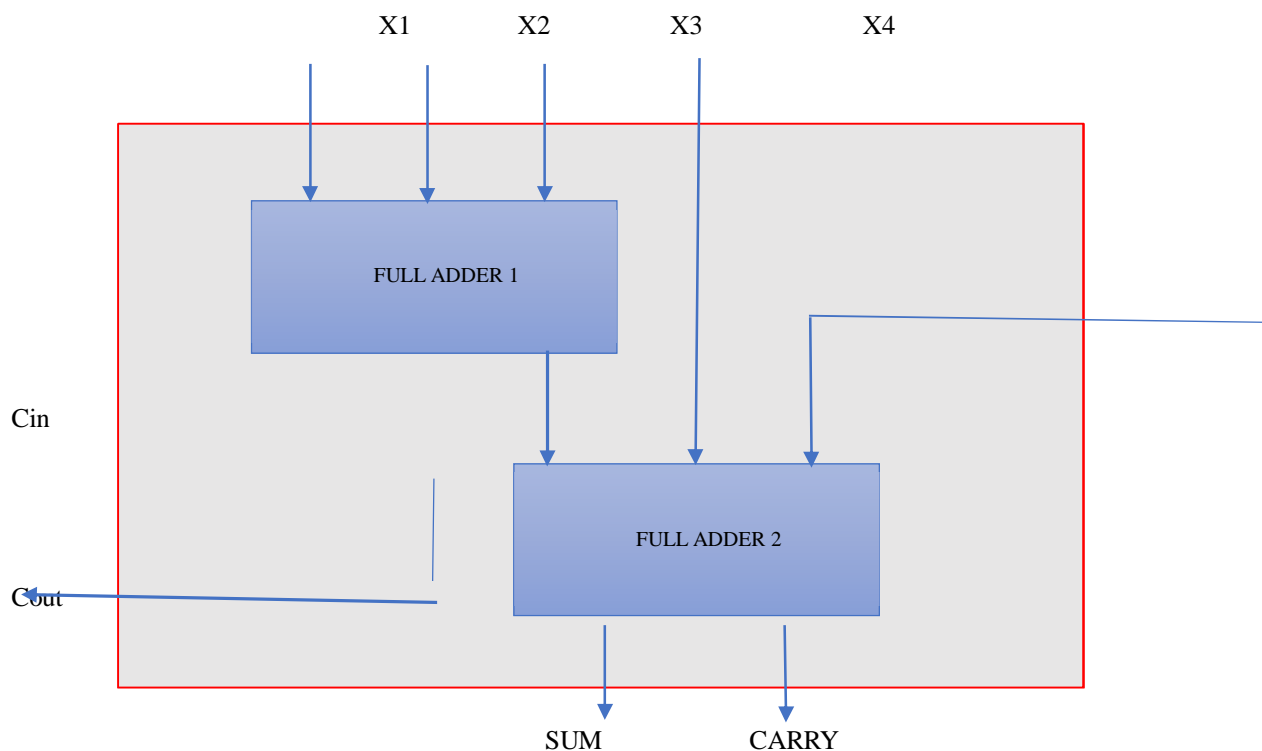 X1 X2 X3 X4
FULL ADDER 1
Cin
FULL ADDER 2
Cout
SUM CARRY